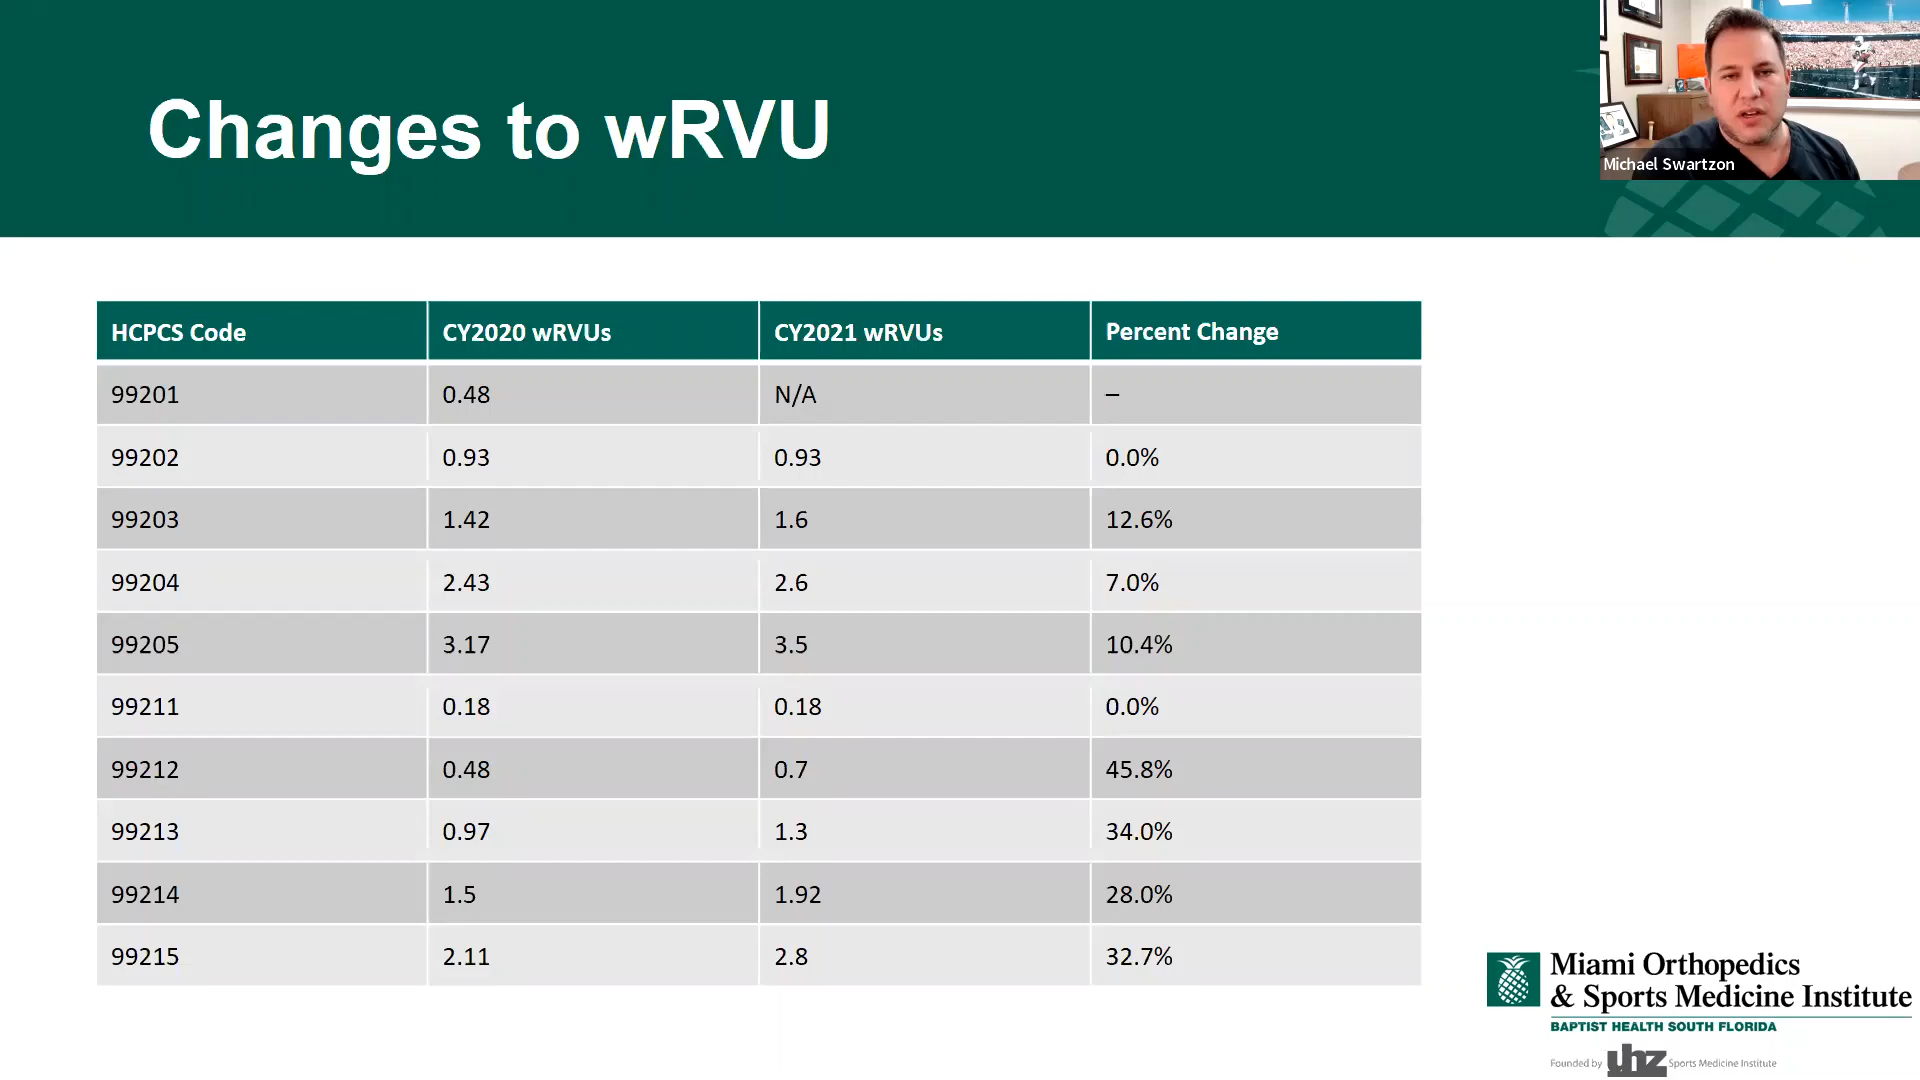 Changes to wRVU
Michael Swartzon
HCPCS Code CY2020 wRVUs CY2021 wRVUs Percent Change
99201 0.48 N/A –
99202 0.93 0.93 0.0%
99203 1.42 1.6 12.6%
99204 2.43 2.6 7.0%
99205 3.17 3.5 10.4%
99211 0.18 0.18 0.0%
99212 0.48 0.7 45.8%
99213 0.97 1.3 34.0%
99214 1.5 1.92 28.0%
99215 2.11 2.8 32.7%
Miami Orthopedics
& Sports Medicine Institute
BAPTIST HEALTH SOUTH FLORIDA
Founded by uhz Sports Medicine Institute